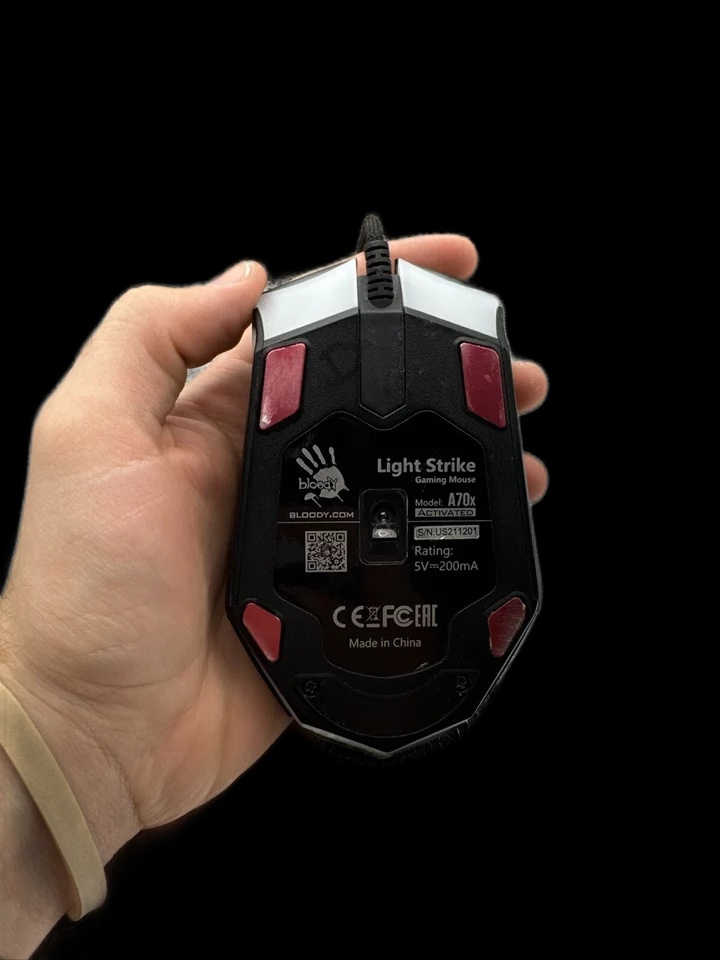 bloody
BLOODY.COM
Light Strike
Gaming Mouse
Model: A70x
ACTIVATED
S/N:US211201
Rating:
5V⎓200mA
CE FC EAC
Made in China